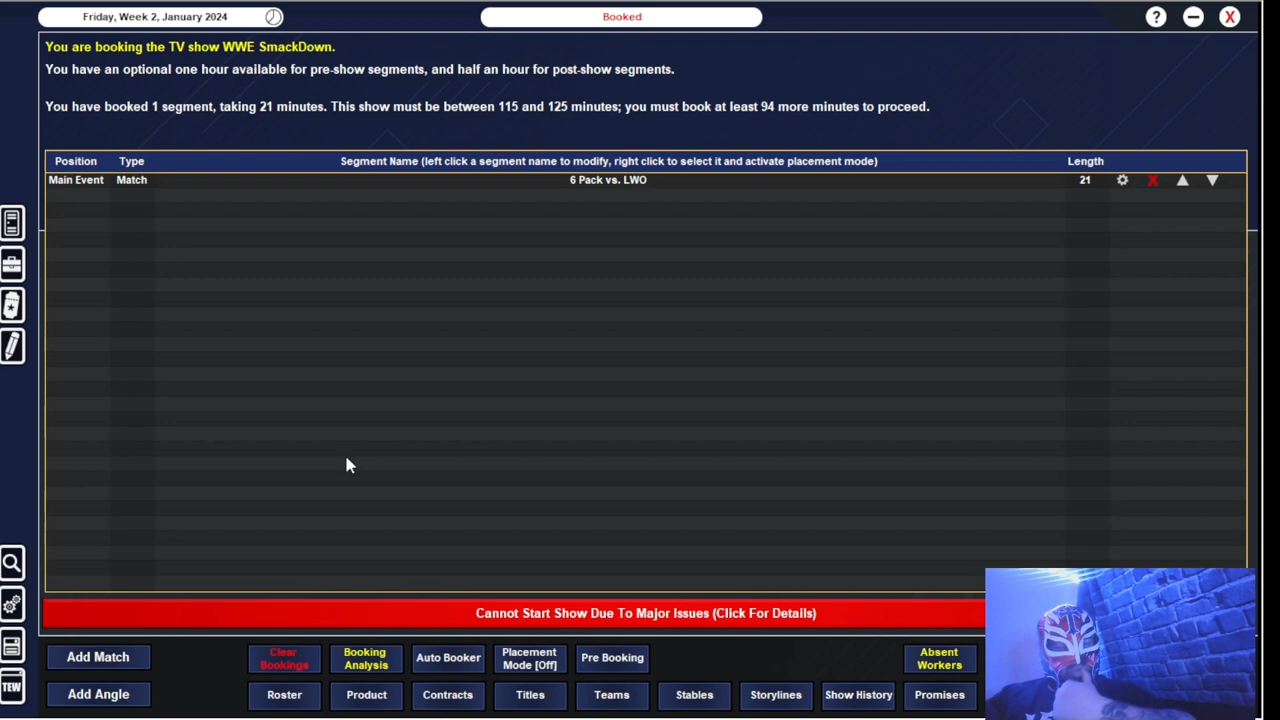 Friday, Week 2, January 2024
Booked
?
X
You are booking the TV show WWE SmackDown.
You have an optional one hour available for pre-show segments, and half an hour for post-show segments.
You have booked 1 segment, taking 21 minutes. This show must be between 115 and 125 minutes; you must book at least 94 more minutes to proceed.
Position Type Segment Name (left click a segment name to modify, right click to select it and activate placement mode) Length
Main Event Match 6 Pack vs. LWO 21 X
Cannot Start Show Due To Major Issues (Click For Details)
Add Match
Clear Bookings
Booking Analysis
Auto Booker
Placement Mode [Off]
Pre Booking
Absent Workers
TEW
Add Angle
Roster
Product
Contracts
Titles
Teams
Stables
Storylines
Show History
Promises